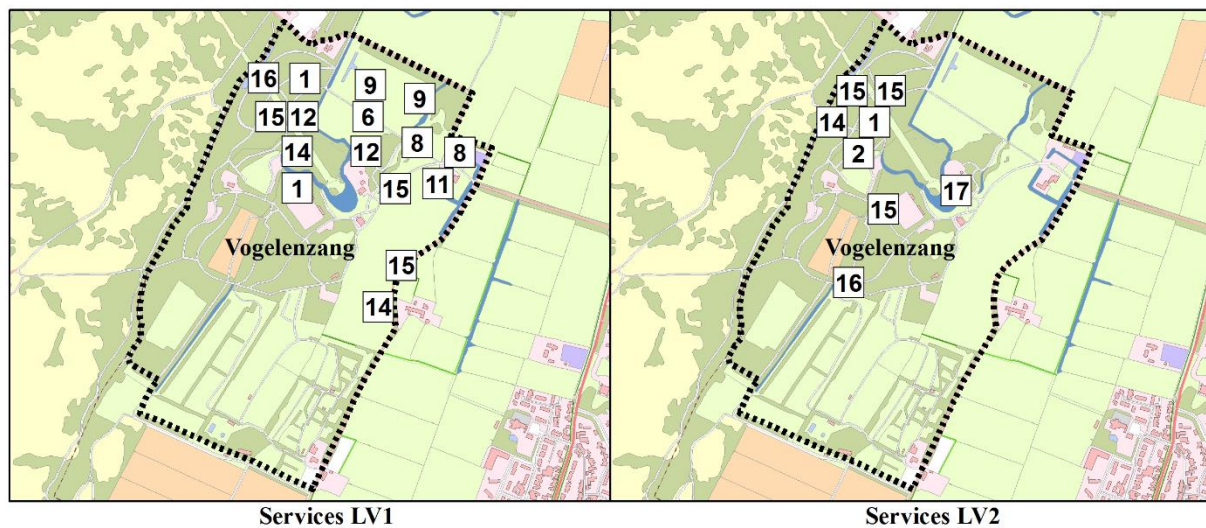 16 1 9 9
15 12 6
14 12 8 8
1 15 11
Vogelenzang
15
14
15 15
14 1
2
17
15
Vogelenzang
16
Services LV1 Services LV2